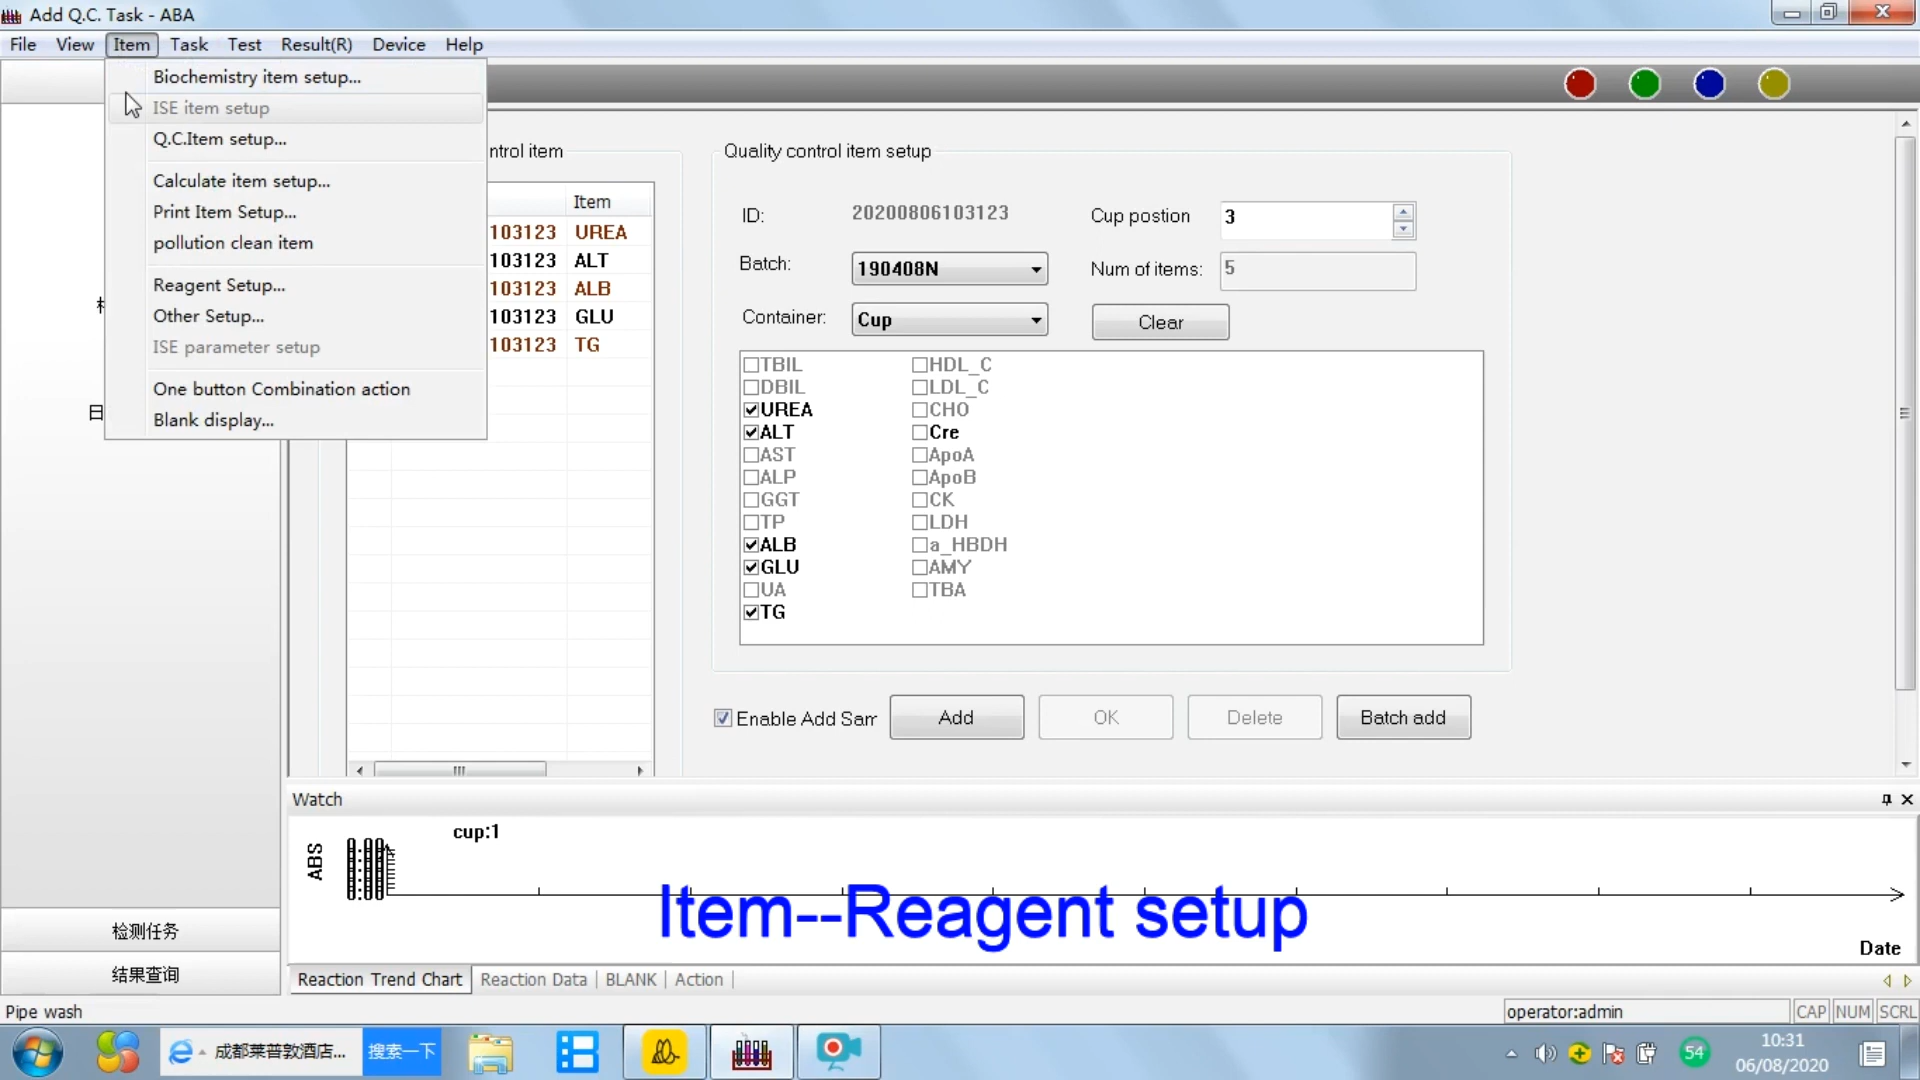 Add Q.C. Task - ABA
File View Item Task Test Result(R) Device Help
Biochemistry item setup...
ISE item setup
Q.C.Item setup...
Calculate item setup...
Print Item Setup...
pollution clean item
Reagent Setup...
Other Setup...
ISE parameter setup
One button Combination action
Blank display...
日
ntrol item
Item
103123 UREA
103123 ALT
103123 ALB
103123 GLU
103123 TG
Quality control item setup
ID: 20200806103123 Cup postion 3
Batch: 190408N Num of items: 5
Container: Cup Clear
TBIL HDL_C
DBIL LDL_C
UREA CHO
ALT Cre
AST ApoA
ALP ApoB
GGT CK
TP LDH
ALB a_HBDH
GLU AMY
UA TBA
TG
Enable Add Sam Add OK Delete Batch add
Watch
cup:1
ABS
Item--Reagent setup
Date
检测任务
结果查询
Reaction Trend Chart Reaction Data BLANK Action
Pipe wash operator:admin CAP NUM SCRL
成都莱普敦酒店... 搜索一下 54 10:31
06/08/2020